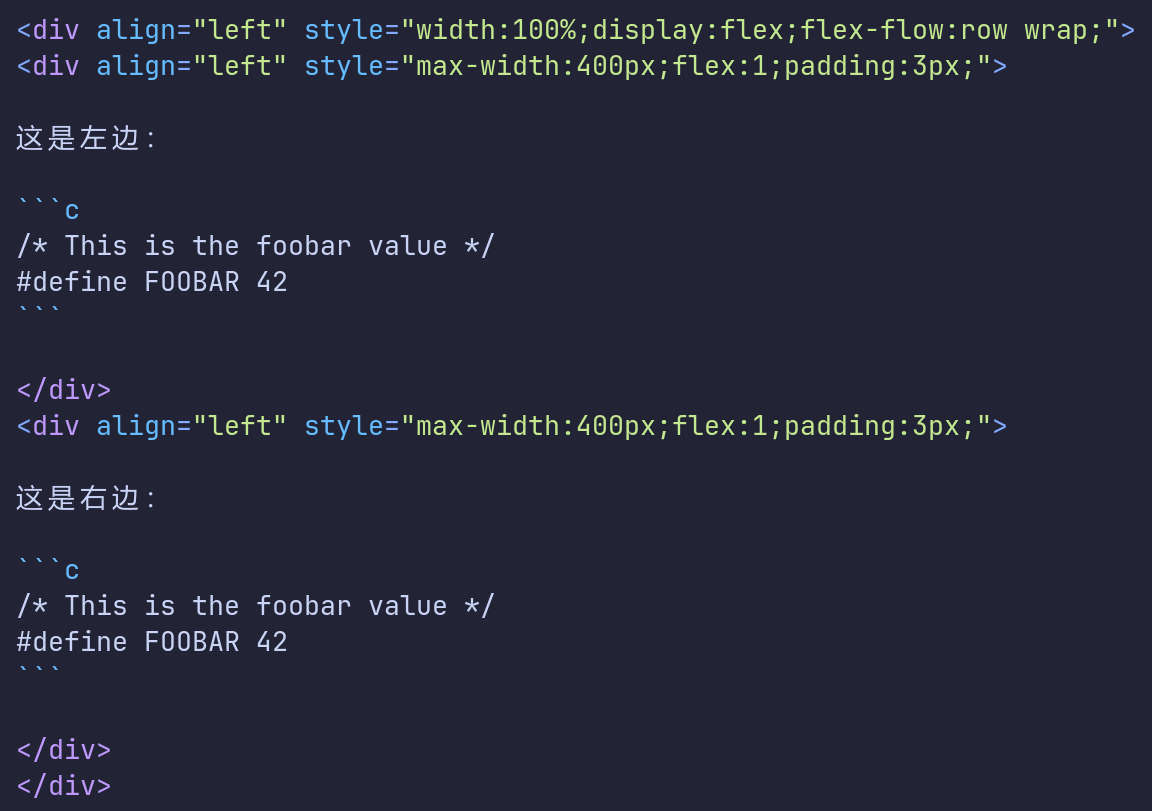 <div align="left" style="width:100%;display:flex;flex-flow:row wrap;">
<div align="left" style="max-width:400px;flex:1;padding:3px;">
这是左边：
```c
/* This is the foobar value */
#define FOOBAR 42
```
</div>
<div align="left" style="max-width:400px;flex:1;padding:3px;">
这是右边：
```c
/* This is the foobar value */
#define FOOBAR 42
```
</div>
</div>